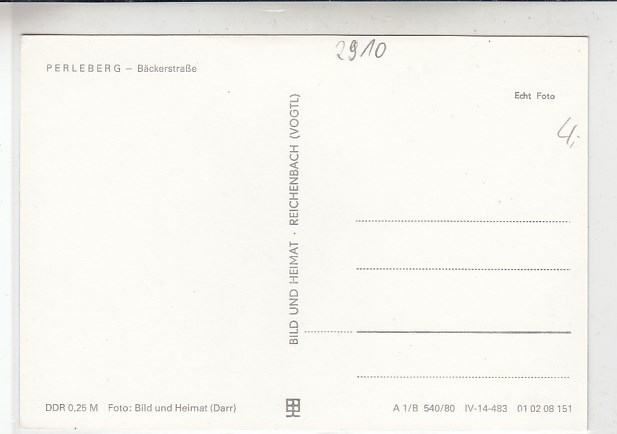 2910
PERLEBERG – Bäckerstraße
Echt Foto
4,-
BILD UND HEIMAT · REICHENBACH (VOGTL)
DDR 0,25 M Foto: Bild und Heimat (Darr)
A 1/B 540/80 IV-14-483 01 02 08 151